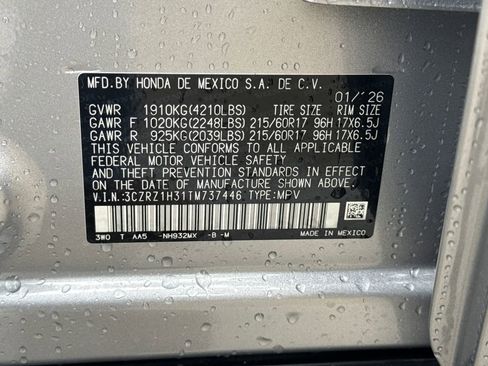 MFD.BY HONDA DE MEXICO S.A. DE C.V.
01/'26
GVWR 1910KG(4210LBS) TIRE SIZE RIM SIZE
GAWR F 1020KG(2248LBS) 215/60R17 96H 17X6.5J
GAWR R 925KG(2039LBS) 215/60R17 96H 17X6.5J
THIS VEHICLE CONFORMS TO ALL APPLICABLE
FEDERAL MOTOR VEHICLE SAFETY
AND THEFT PREVENTION STANDARDS IN EFFECT
ON THE DATE OF MANUFACTURE SHOWN ABOVE.
V.I.N.:3CZRZ1H31TM737446 TYPE:MPV
3W0 T AA5 -NH932MX -B -M
MADE IN MEXICO